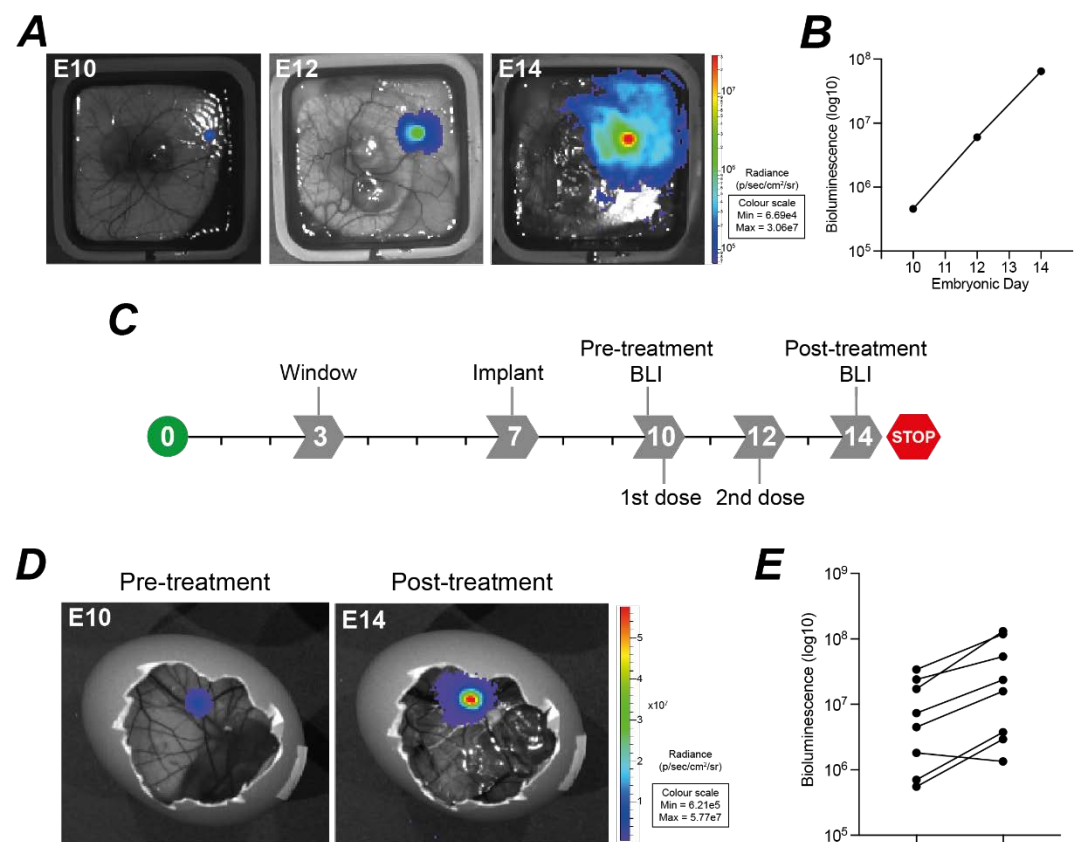 A
E10
E12
E14
10⁷
10⁶
10⁵
Radiance
(p/sec/cm²/sr)
Colour scale
Min = 6.69e4
Max = 3.06e7
B
Bioluminescence (log10)
10⁸
10⁷
10⁶
10⁵
10 11 12 13 14
Embryonic Day
C
Window
Implant
Pre-treatment
BLI
Post-treatment
BLI
0 3 7 10 12 14 STOP
1st dose
2nd dose
D
Pre-treatment
Post-treatment
E10
E14
5
4
3
2
1
x10⁷
Radiance
(p/sec/cm²/sr)
Colour scale
Min = 6.21e5
Max = 5.77e7
E
Bioluminescence (log10)
10⁹
10⁸
10⁷
10⁶
10⁵